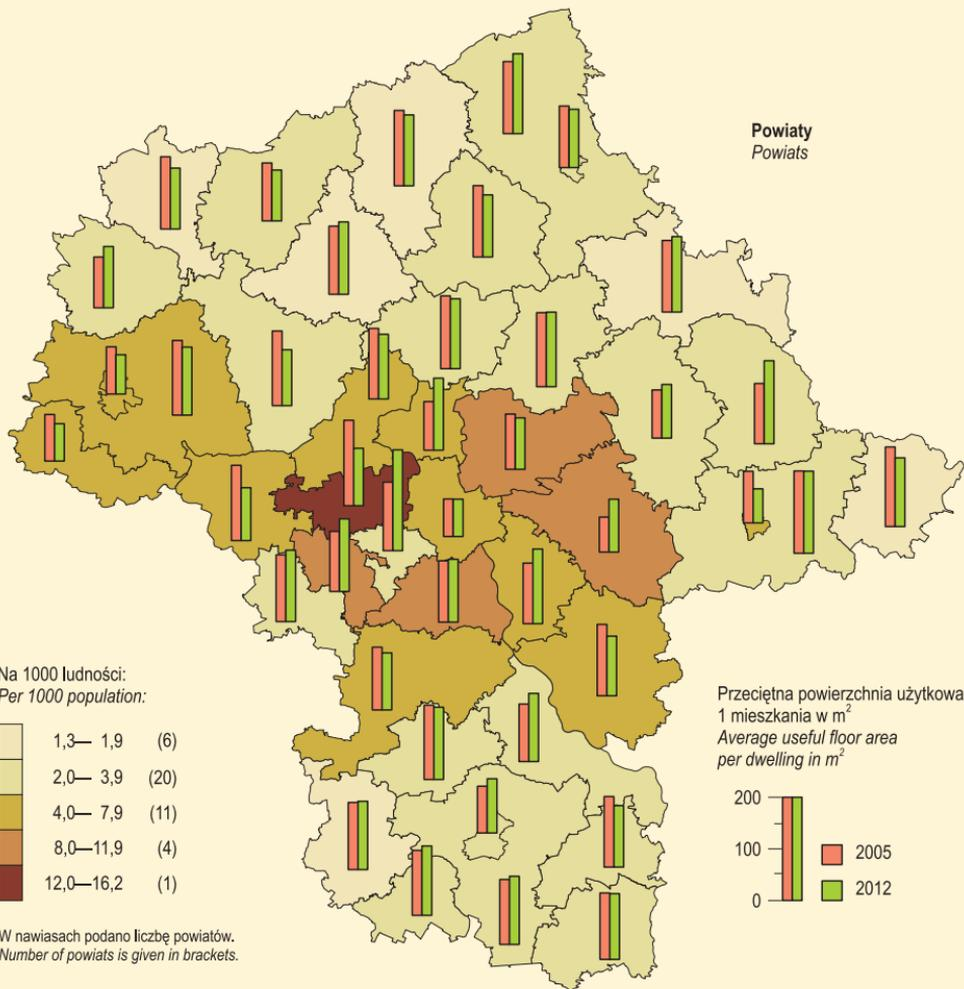 Powiaty
Powiats
Na 1000 ludności:
Per 1000 population:
1,3— 1,9 (6)
2,0— 3,9 (20)
4,0— 7,9 (11)
8,0—11,9 (4)
12,0—16,2 (1)
W nawiasach podano liczbę powiatów.
Number of powiats is given in brackets.
Przeciętna powierzchnia użytkowa
1 mieszkania w m²
Average useful floor area
per dwelling in m²
200
100
0
2005
2012